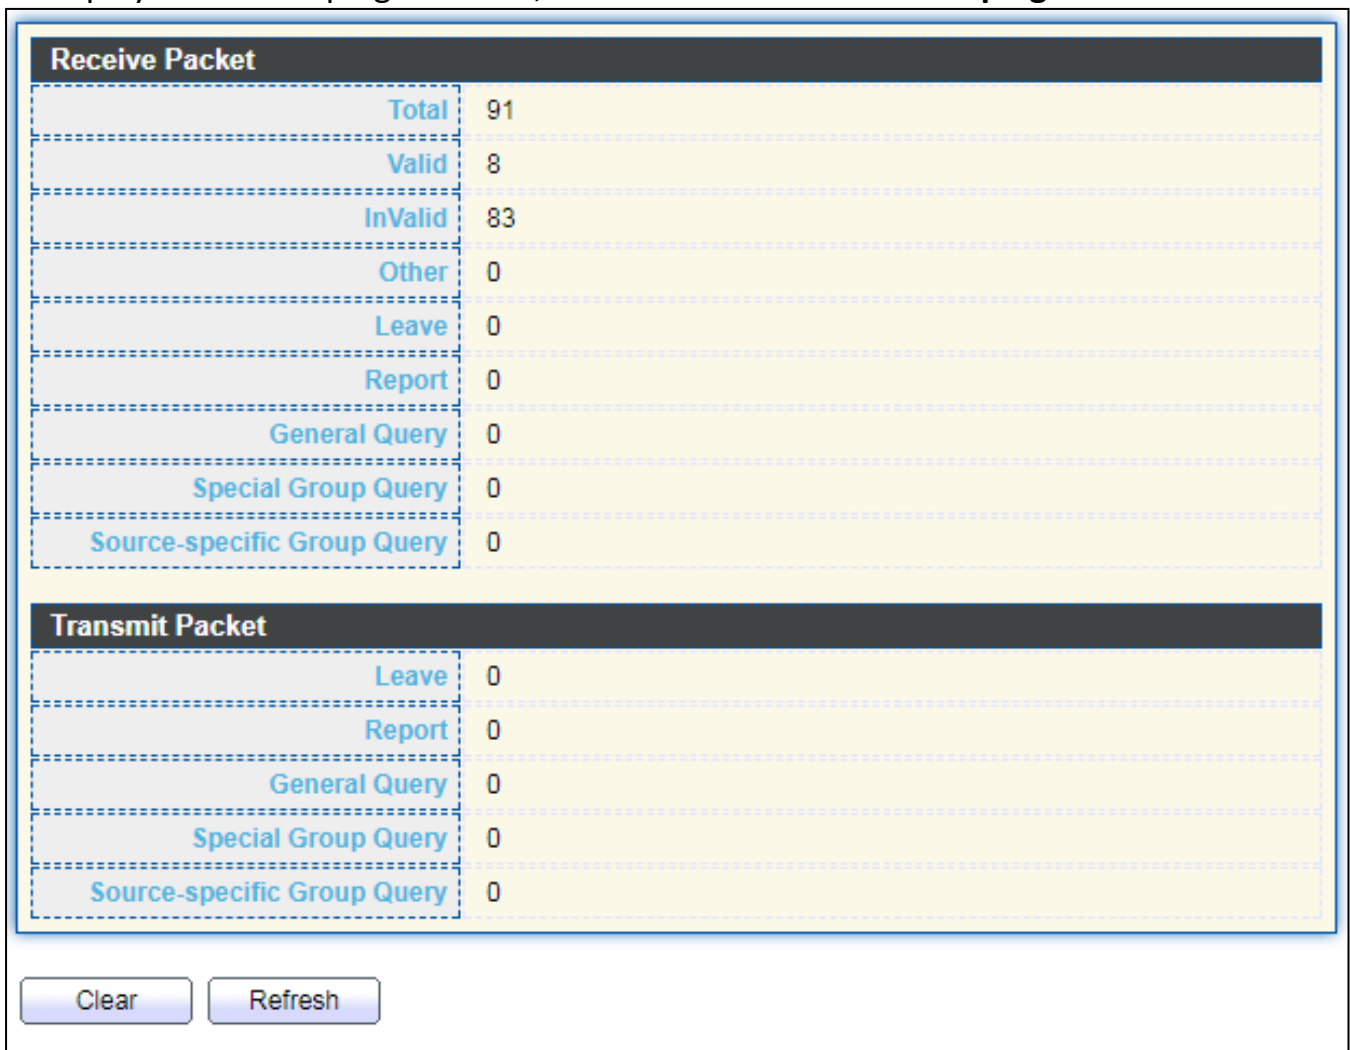 Receive Packet
Total 91
Valid 8
InValid 83
Other 0
Leave 0
Report 0
General Query 0
Special Group Query 0
Source-specific Group Query 0
Transmit Packet
Leave 0
Report 0
General Query 0
Special Group Query 0
Source-specific Group Query 0
Clear Refresh